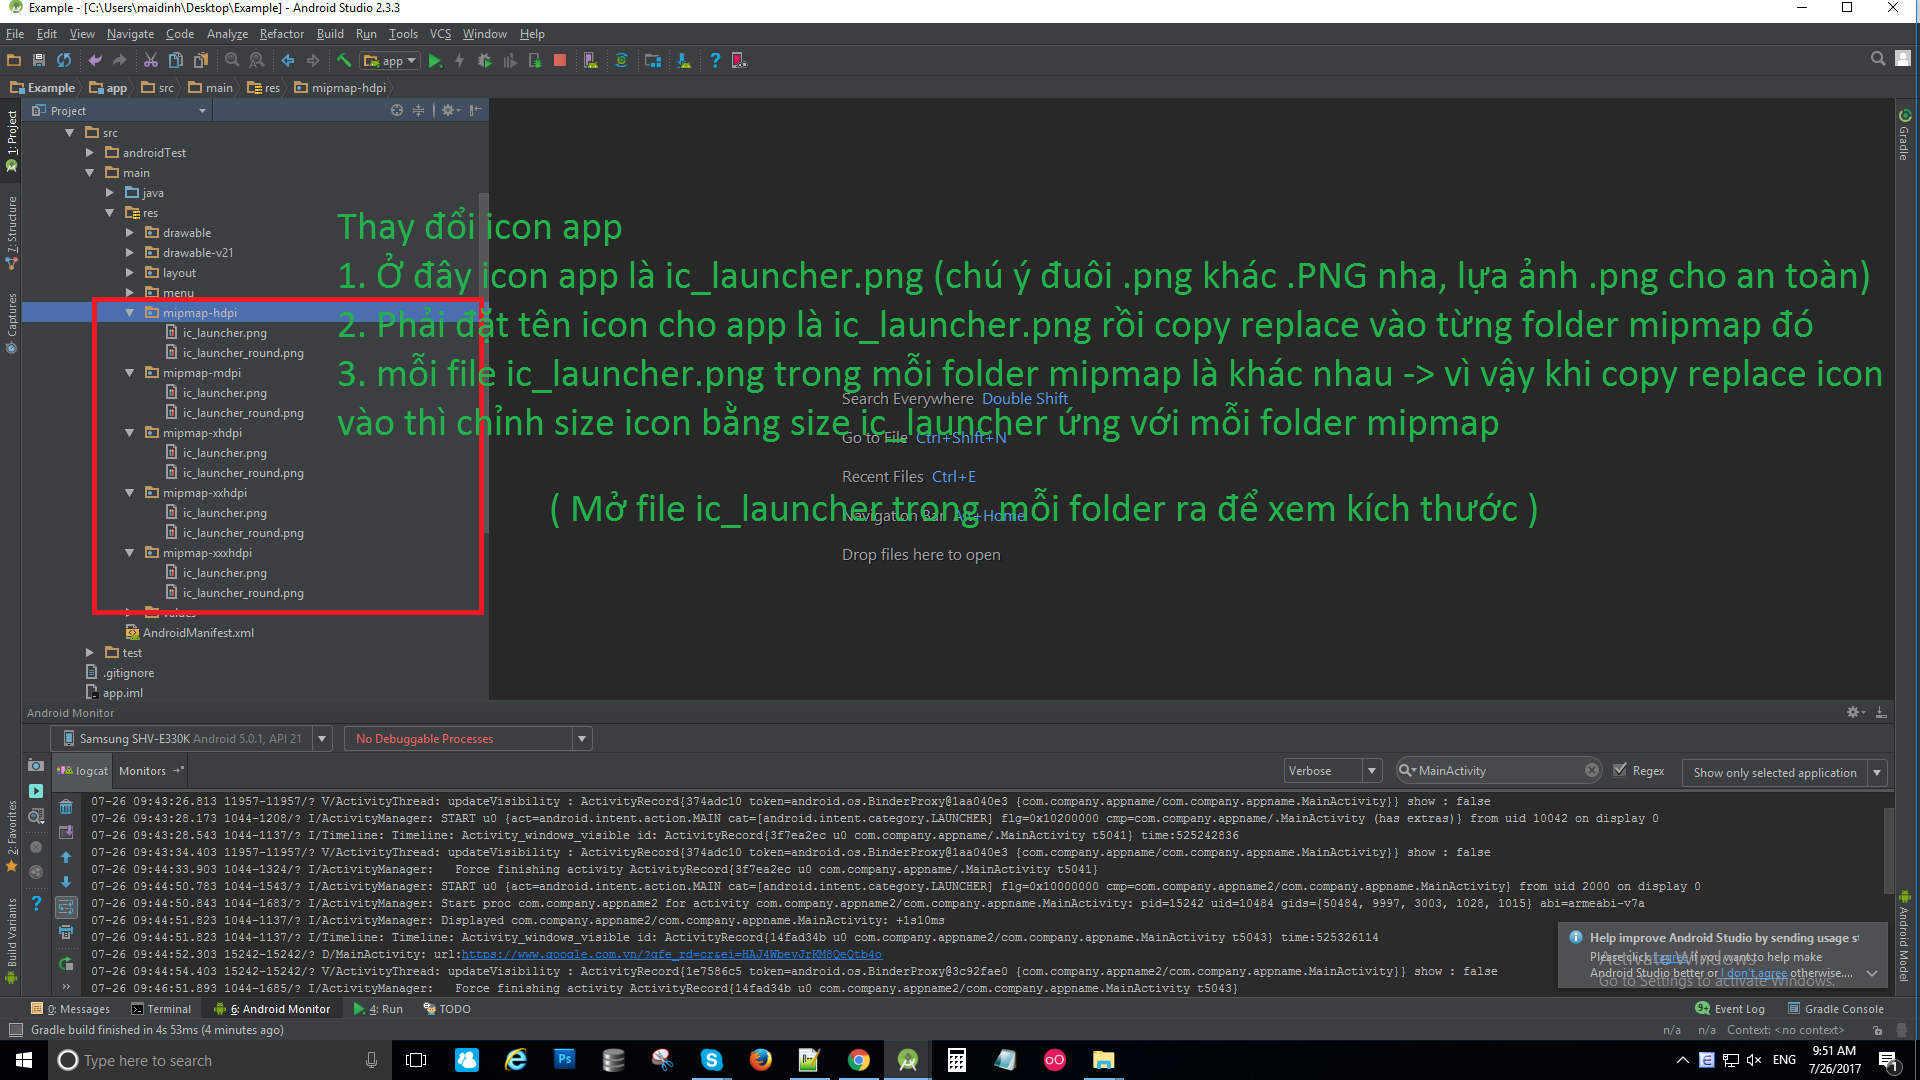 Example - [C:\Users\maidinh\Desktop\Example] - Android Studio 2.3.3
File Edit View Navigate Code Analyze Refactor Build Run Tools VCS Window Help
app
Example app src main res mipmap-hdpi
Project
1: Project
7: Structure
Captures
2: Favorites
Build Variants
Gradle
Android Model
src
androidTest
main
java
res
drawable
drawable-v21
layout
menu
mipmap-hdpi
ic_launcher.png
ic_launcher_round.png
mipmap-mdpi
ic_launcher.png
ic_launcher_round.png
mipmap-xhdpi
ic_launcher.png
ic_launcher_round.png
mipmap-xxhdpi
ic_launcher.png
ic_launcher_round.png
mipmap-xxxhdpi
ic_launcher.png
ic_launcher_round.png
values
AndroidManifest.xml
test
.gitignore
app.iml
Thay đổi icon app
1. Ở đây icon app là ic_launcher.png (chú ý đuôi .png khác .PNG nha, lựa ảnh .png cho an toàn)
2. Phải đặt tên icon cho app là ic_launcher.png rồi copy replace vào từng folder mipmap đó
3. mỗi file ic_launcher.png trong mỗi folder mipmap là khác nhau -> vì vậy khi copy replace icon
vào thì chỉnh size icon bằng size ic_launcher ứng với mỗi folder mipmap
( Mở file ic_launcher trong mỗi folder ra để xem kích thước )
Search Everywhere Double Shift
Go to File Ctrl+Shift+N
Recent Files Ctrl+E
Navigation Bar Alt+Home
Drop files here to open
Android Monitor
Samsung SHV-E330K Android 5.0.1, API 21
No Debuggable Processes
logcat Monitors
Verbose
MainActivity
Regex
Show only selected application
07-26 09:43:26.813 11957-11957/? V/ActivityThread: updateVisibility : ActivityRecord{374adc10 token=android.os.BinderProxy@1aa040e3 {com.company.appname/com.company.appname.MainActivity}} show : false
07-26 09:43:28.173 1044-1208/? I/ActivityManager: START u0 {act=android.intent.action.MAIN cat=[android.intent.category.LAUNCHER] flg=0x10200000 cmp=com.company.appname/.MainActivity (has extras)} from uid 10042 on display 0
07-26 09:43:28.543 1044-1137/? I/Timeline: Timeline: Activity_windows_visible id: ActivityRecord{3f7ea2ec u0 com.company.appname/.MainActivity t5041} time:525242836
07-26 09:43:34.403 11957-11957/? V/ActivityThread: updateVisibility : ActivityRecord{374adc10 token=android.os.BinderProxy@1aa040e3 {com.company.appname/com.company.appname.MainActivity}} show : false
07-26 09:44:33.903 1044-1324/? I/ActivityManager: Force finishing activity ActivityRecord{3f7ea2ec u0 com.company.appname/.MainActivity t5041}
07-26 09:44:50.783 1044-1543/? I/ActivityManager: START u0 {act=android.intent.action.MAIN cat=[android.intent.category.LAUNCHER] flg=0x10000000 cmp=com.company.appname2/com.company.appname.MainActivity} from uid 2000 on display 0
07-26 09:44:50.843 1044-1683/? I/ActivityManager: Start proc com.company.appname2 for activity com.company.appname2/com.company.appname.MainActivity: pid=15242 uid=10484 gids={50484, 9997, 3003, 1028, 1015} abi=armeabi-v7a
07-26 09:44:51.823 1044-1137/? I/ActivityManager: Displayed com.company.appname2/com.company.appname.MainActivity: +1s10ms
07-26 09:44:51.823 1044-1137/? I/Timeline: Timeline: Activity_windows_visible id: ActivityRecord{14fad34b u0 com.company.appname2/com.company.appname.MainActivity t5043} time:525326114
07-26 09:44:52.303 15242-15242/? D/MainActivity: url:https://www.google.com.vn/?gfe_rd=cr&ei=HAJ4WbeyJrKM8QeQtb4o
07-26 09:44:54.403 15242-15242/? V/ActivityThread: updateVisibility : ActivityRecord{1e7586c5 token=android.os.BinderProxy@3c92fae0 {com.company.appname2/com.company.appname.MainActivity}} show : false
07-26 09:46:51.893 1044-1685/? I/ActivityManager: Force finishing activity ActivityRecord{14fad34b u0 com.company.appname2/com.company.appname.MainActivity t5043}
Help improve Android Studio by sending usage st
Please click I agree if you want to help make
Android Studio better or I don't agree otherwise....
Activate Windows
Go to Settings to activate Windows.
0: Messages Terminal 6: Android Monitor 4: Run TODO
9+ Event Log Gradle Console
Gradle build finished in 4s 53ms (4 minutes ago)
n/a n/a Context: <no context>
Type here to search
Ps
ENG
9:51 AM
7/26/2017
1